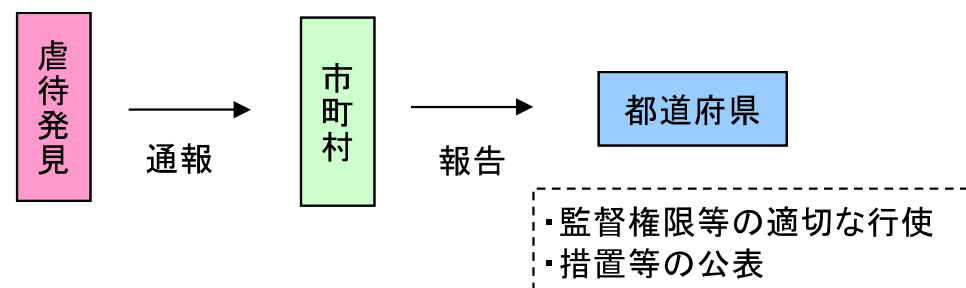 虐待発見
通報
市町村
報告
都道府県
・監督権限等の適切な行使
・措置等の公表